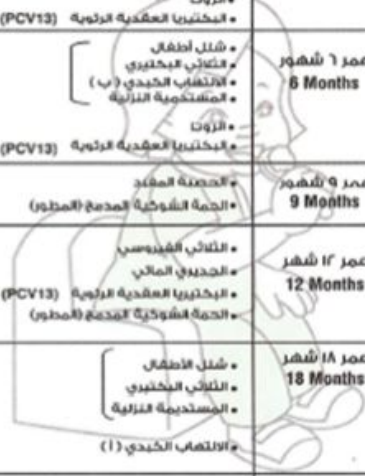 • الروتا
• البكتيريا العقدية الرئوية (PCV13)
عمر ٦ شهور
6 Months
• شلل أطفال
• الثلاثي البكتيري
• الالتهاب الكبدي ( ب )
• المستدمية النزلية
• الروتا
• البكتيريا العقدية الرئوية (PCV13)
عمر ٩ شهور
9 Months
• الحصبة المفرد
• الحمة الشوكية المدمج (المطور)
عمر ١٢ شهر
12 Months
• الثلاثي الفيروسي
• الجديري المائي
• البكتيريا العقدية الرئوية (PCV13)
• الحمة الشوكية المدمج (المطور)
عمر ١٨ شهر
18 Months
• شلل الأطفال
• الثلاثي البكتيري
• المستديمة النزلية
• الالتهاب الكبدي ( أ )